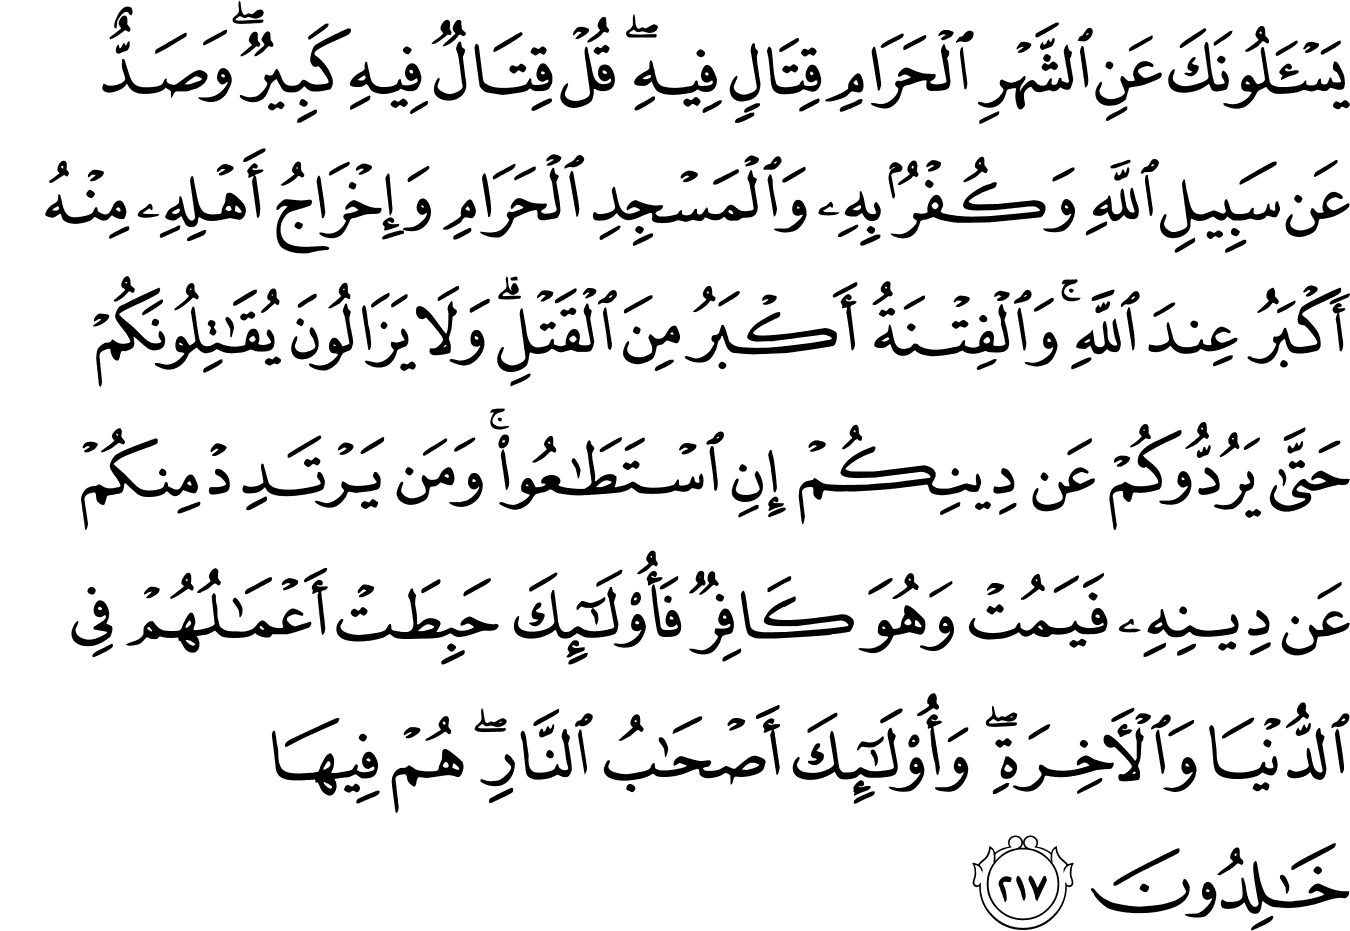 يَسْـَٔلُونَكَ عَنِ ٱلشَّهْرِ ٱلْحَرَامِ قِتَالٍ فِيهِ ۖ قُلْ قِتَالٌ فِيهِ كَبِيرٌ ۖ وَصَدٌّ
عَن سَبِيلِ ٱللَّهِ وَكُفْرٌۢ بِهِۦ وَٱلْمَسْجِدِ ٱلْحَرَامِ وَإِخْرَاجُ أَهْلِهِۦ مِنْهُ
أَكْبَرُ عِندَ ٱللَّهِ ۚ وَٱلْفِتْنَةُ أَكْبَرُ مِنَ ٱلْقَتْلِ ۗ وَلَا يَزَالُونَ يُقَـٰتِلُونَكُمْ
حَتَّىٰ يَرُدُّوكُمْ عَن دِينِكُمْ إِنِ ٱسْتَطَـٰعُوا۟ ۚ وَمَن يَرْتَدِدْ مِنكُمْ
عَن دِينِهِۦ فَيَمُتْ وَهُوَ كَافِرٌ فَأُو۟لَـٰٓئِكَ حَبِطَتْ أَعْمَـٰلُهُمْ فِى
ٱلدُّنْيَا وَٱلْـَٔاخِرَةِ ۖ وَأُو۟لَـٰٓئِكَ أَصْحَـٰبُ ٱلنَّارِ ۖ هُمْ فِيهَا
خَـٰلِدُونَ ٢١٧